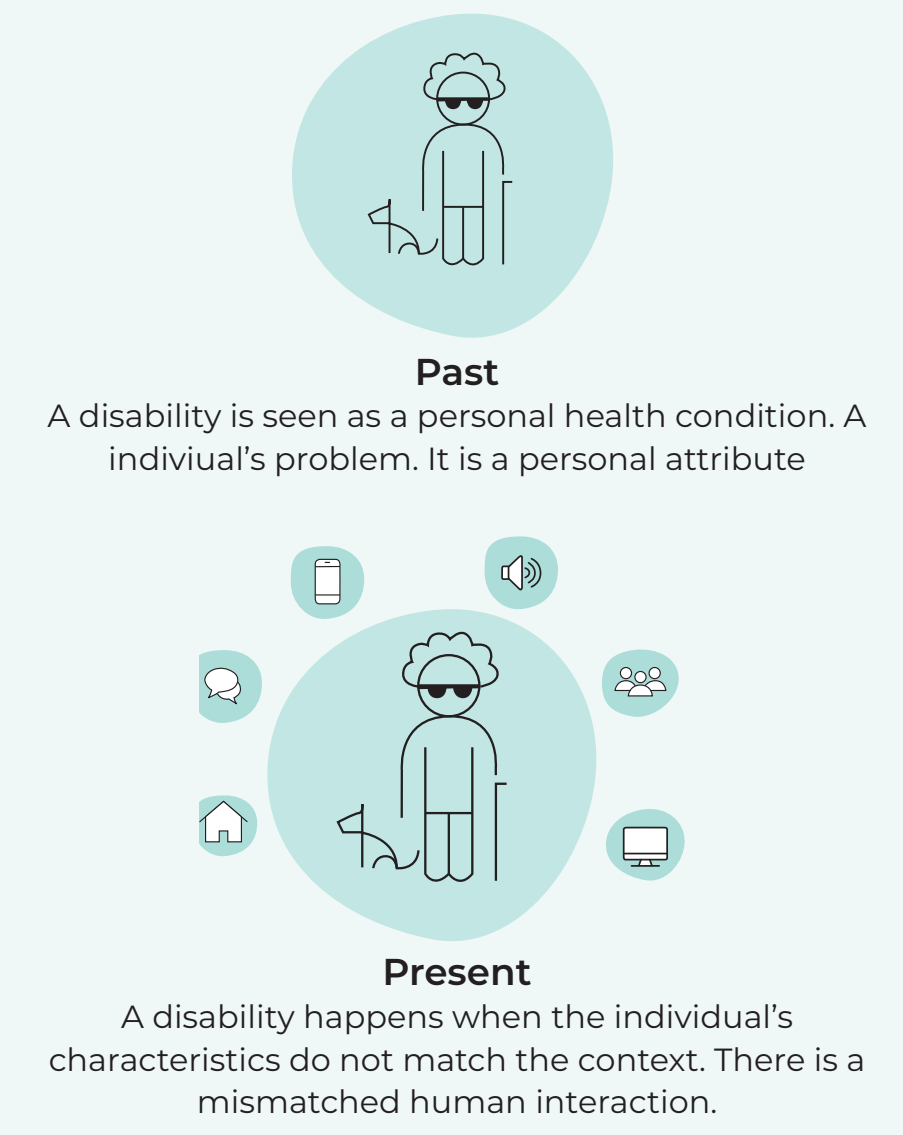 Past
A disability is seen as a personal health condition. A
indiviual’s problem. It is a personal attribute
Present
A disability happens when the individual’s
characteristics do not match the context. There is a
mismatched human interaction.